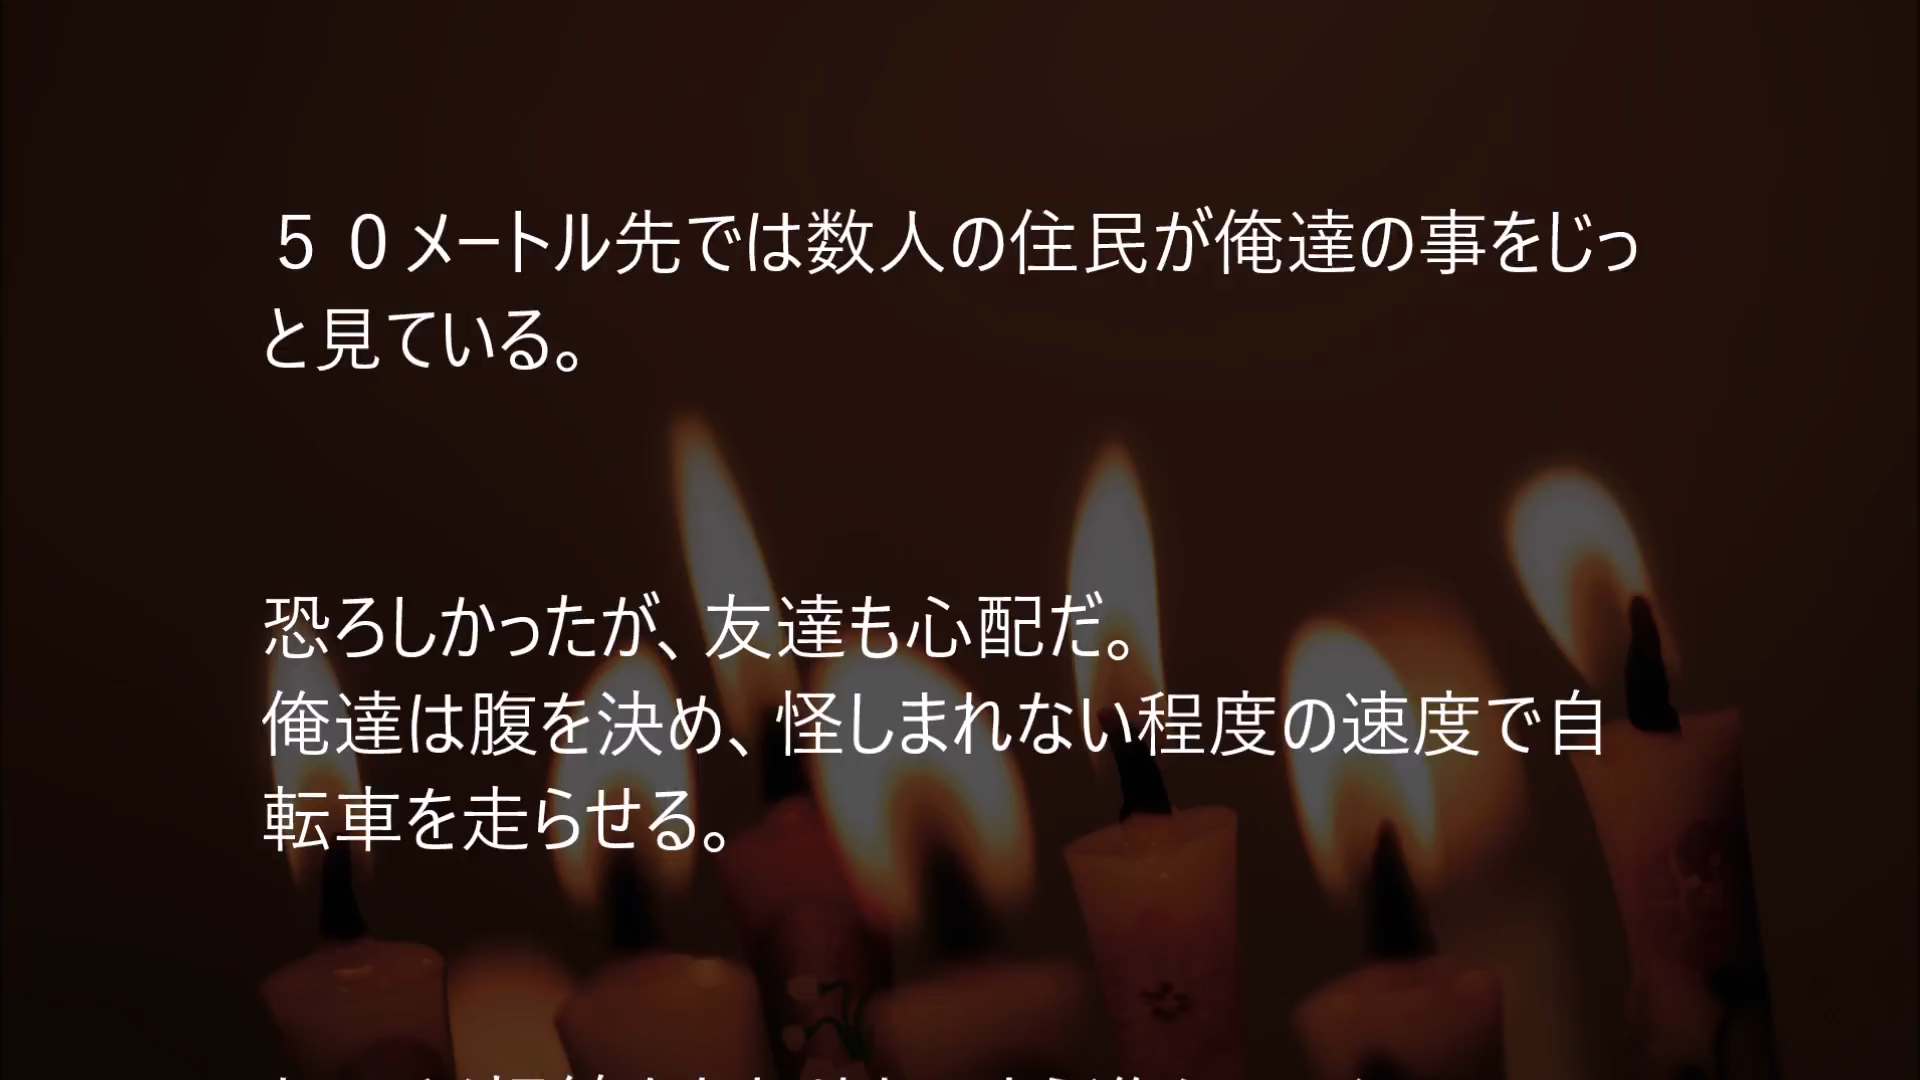 ５０メートル先では数人の住民が俺達の事をじっ
と見ている。
恐ろしかったが、友達も心配だ。
俺達は腹を決め、怪しまれない程度の速度で自
転車を走らせる。